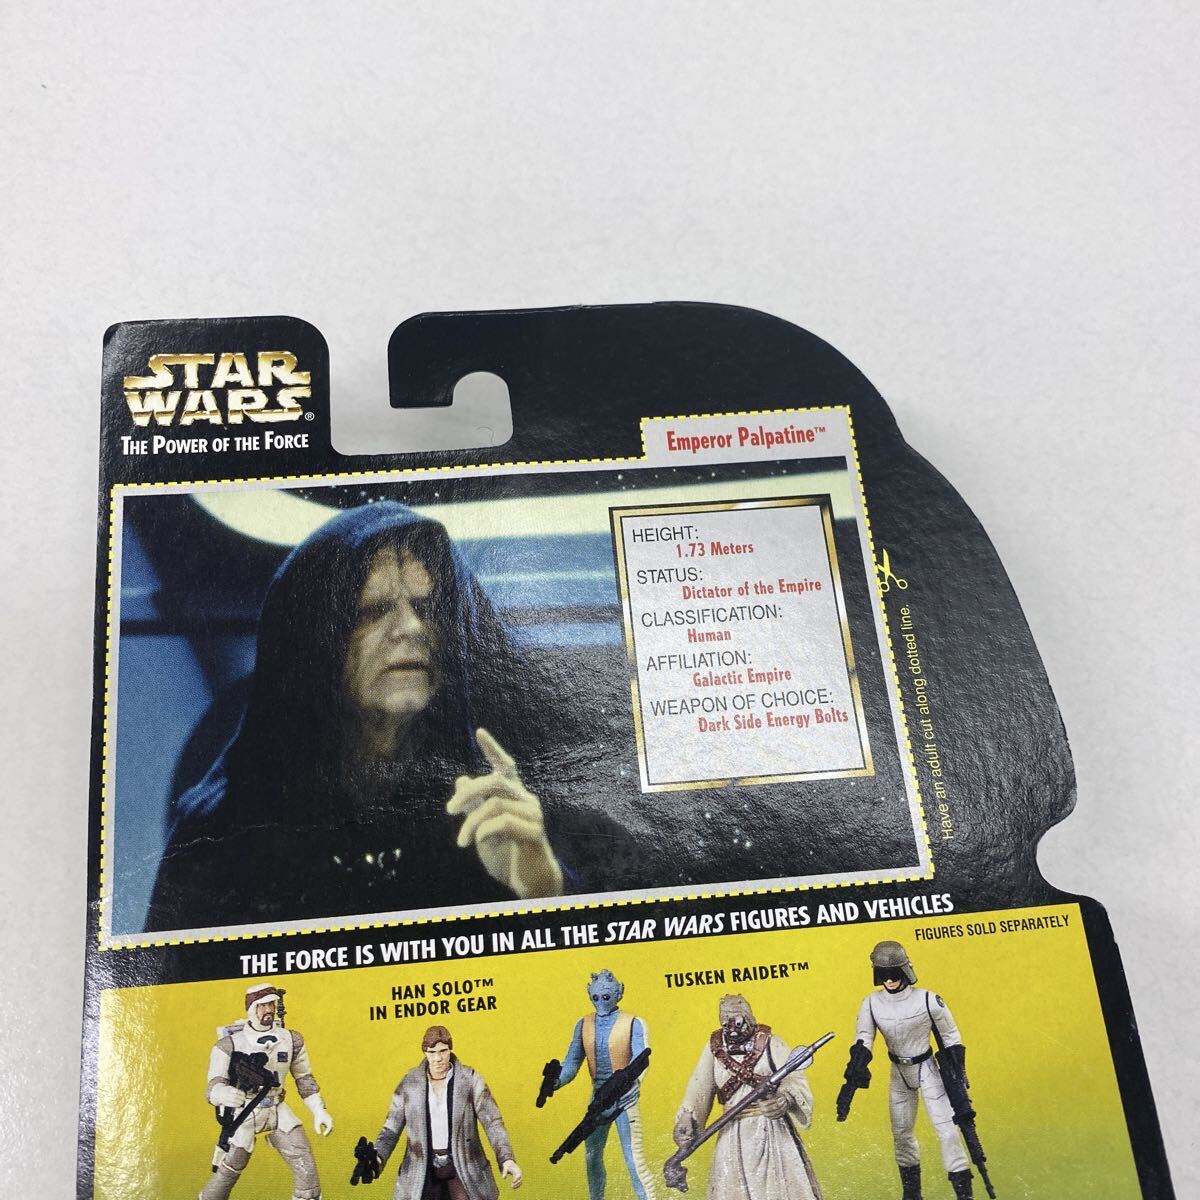 STAR
WARS®
THE POWER OF THE FORCE
Emperor Palpatine™
HEIGHT:
1.73 Meters
STATUS:
Dictator of the Empire
CLASSIFICATION:
Human
AFFILIATION:
Galactic Empire
WEAPON OF CHOICE:
Dark Side Energy Bolts
Have an adult cut along dotted line.
THE FORCE IS WITH YOU IN ALL THE STAR WARS FIGURES AND VEHICLES
FIGURES SOLD SEPARATELY
HAN SOLO™
IN ENDOR GEAR
TUSKEN RAIDER™